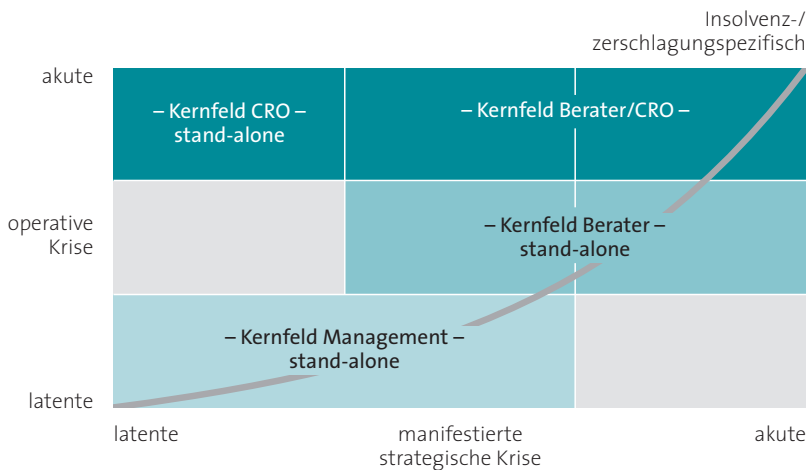 Insolvenz-/
zerschlagungspezifisch
akute
– Kernfeld CRO –
stand-alone
– Kernfeld Berater/CRO –
operative
Krise
– Kernfeld Berater –
stand-alone
– Kernfeld Management –
stand-alone
latente
latente
manifestierte
strategische Krise
akute